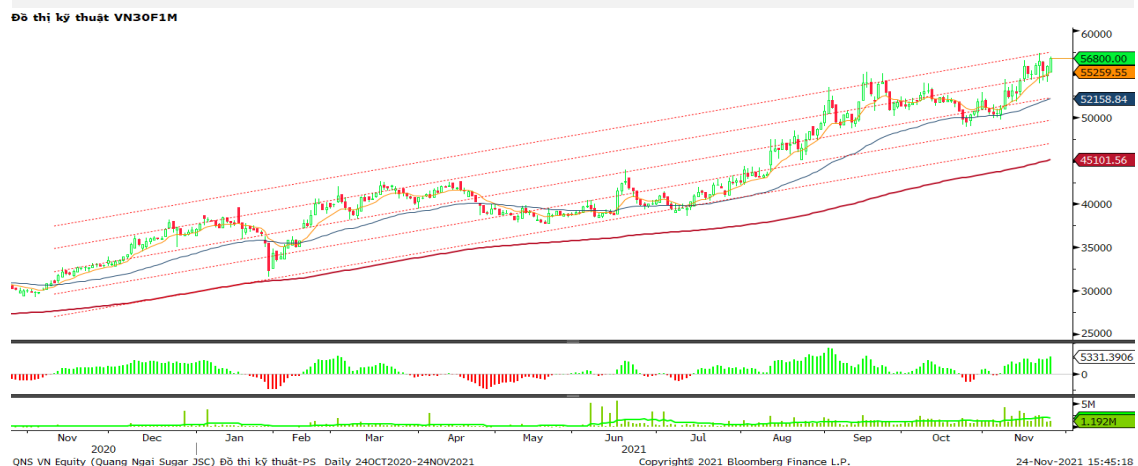 Đồ thị kỹ thuật VN30F1M
60000
56800.00
55259.55
52158.84
50000
45101.56
40000
35000
30000
25000
5331.3906
0
5M
1.192M
Nov Dec Jan Feb Mar Apr May Jun Jul Aug Sep Oct Nov
2020 2021
QNS VN Equity (Quang Ngai Sugar JSC) Đồ thị kỹ thuật-PS Daily 24OCT2020-24NOV2021 Copyright© 2021 Bloomberg Finance L.P. 24-Nov-2021 15:45:18